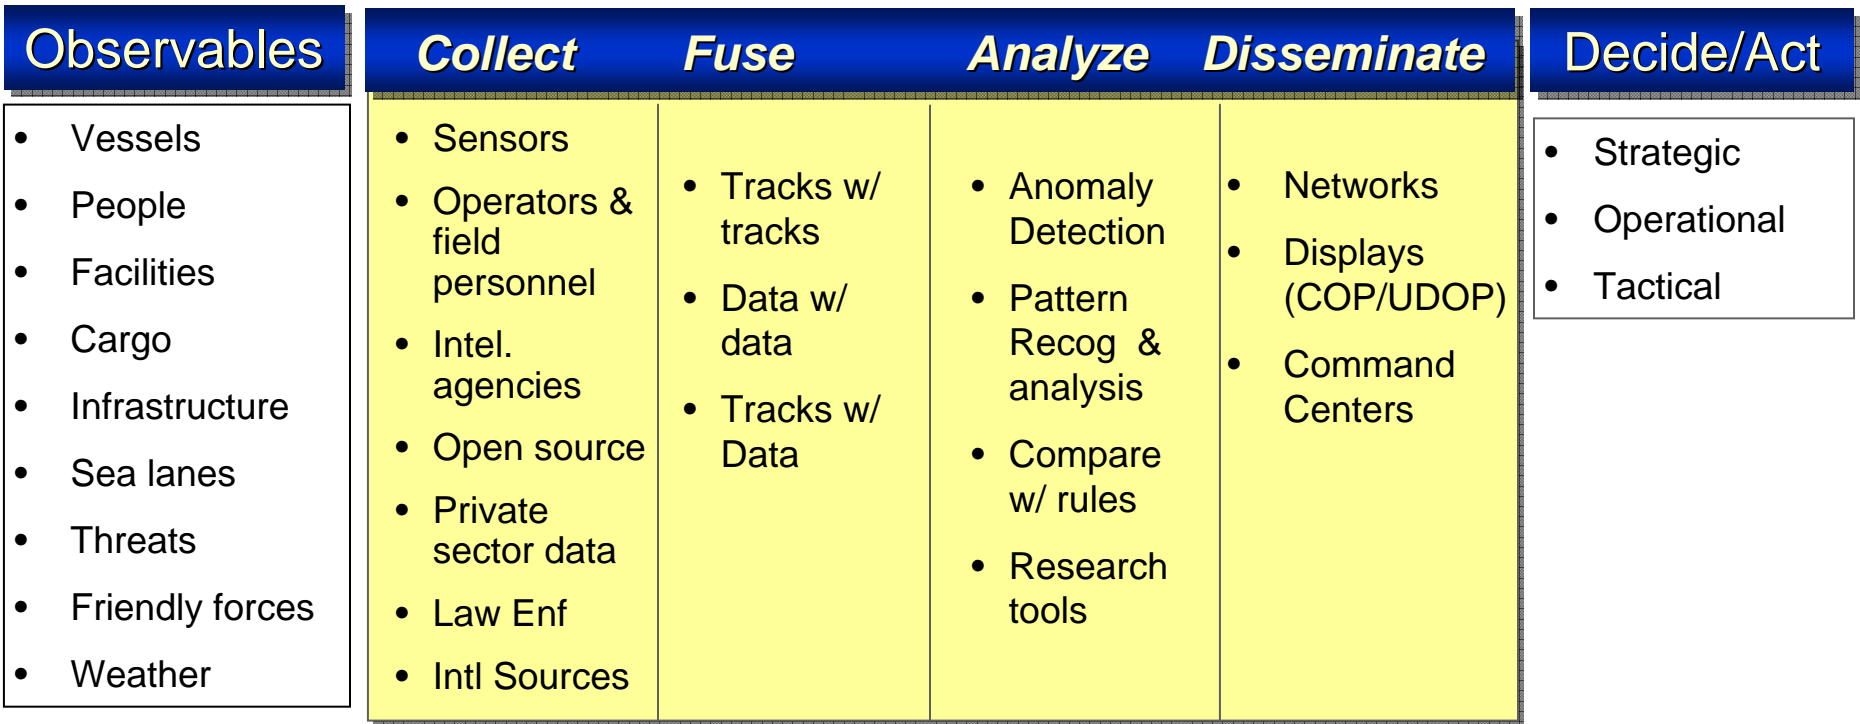 Observables
• Vessels
• People
• Facilities
• Cargo
• Infrastructure
• Sea lanes
• Threats
• Friendly forces
• Weather
Collect Fuse Analyze Disseminate
• Sensors
• Operators &
field
personnel
• Intel.
agencies
• Open source
• Private
sector data
• Law Enf
• Intl Sources
• Tracks w/
tracks
• Data w/
data
• Tracks w/
Data
• Anomaly
Detection
• Pattern
Recog &
analysis
• Compare
w/ rules
• Research
tools
• Networks
• Displays
(COP/UDOP)
• Command
Centers
Decide/Act
• Strategic
• Operational
• Tactical